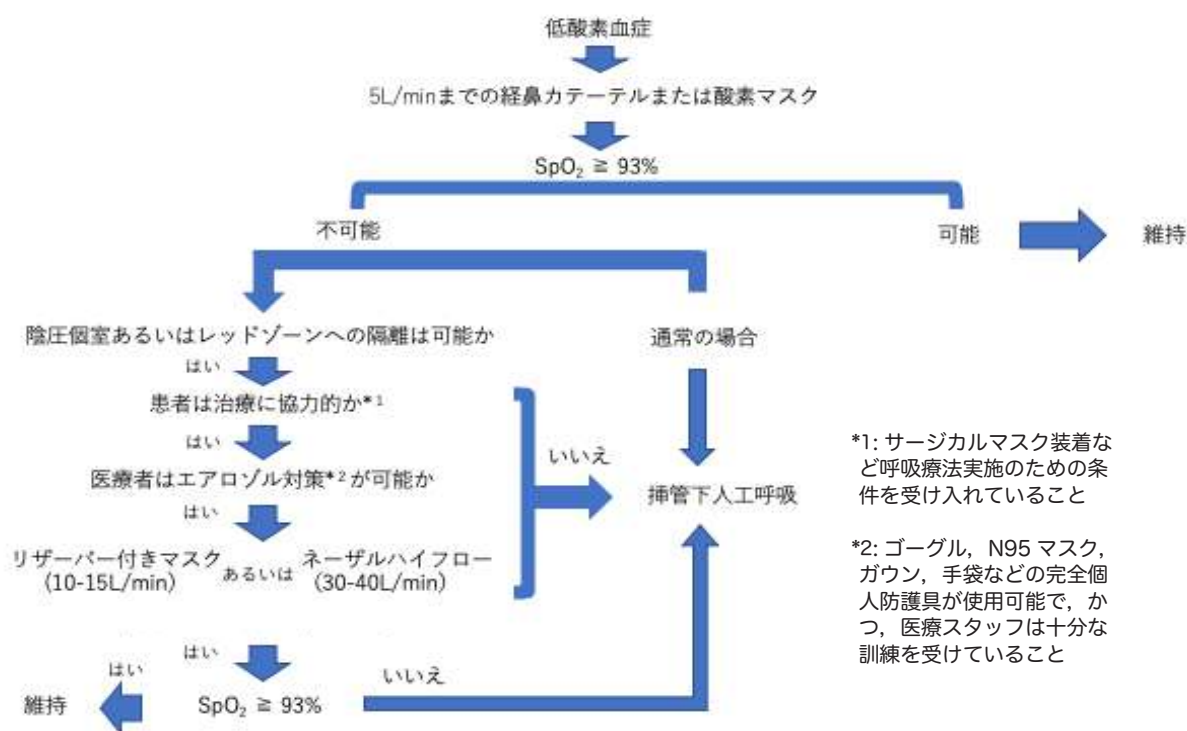 低酸素血症
5L/minまでの経鼻カテーテルまたは酸素マスク
SpO₂ ≧ 93%
不可能
可能
維持
陰圧個室あるいはレッドゾーンへの隔離は可能か
通常の場合
はい
患者は治療に協力的か*1
はい
いいえ
医療者はエアロゾル対策*2が可能か
挿管下人工呼吸
はい
リザーバー付きマスク
(10-15L/min)
あるいは
ネーザルハイフロー
(30-40L/min)
はい
はい
いいえ
維持
SpO₂ ≧ 93%
*1: サージカルマスク装着な
ど呼吸療法実施のための条
件を受け入れていること
*2: ゴーグル，N95 マスク，
ガウン，手袋などの完全個
人防護具が使用可能で，か
つ，医療スタッフは十分な
訓練を受けていること